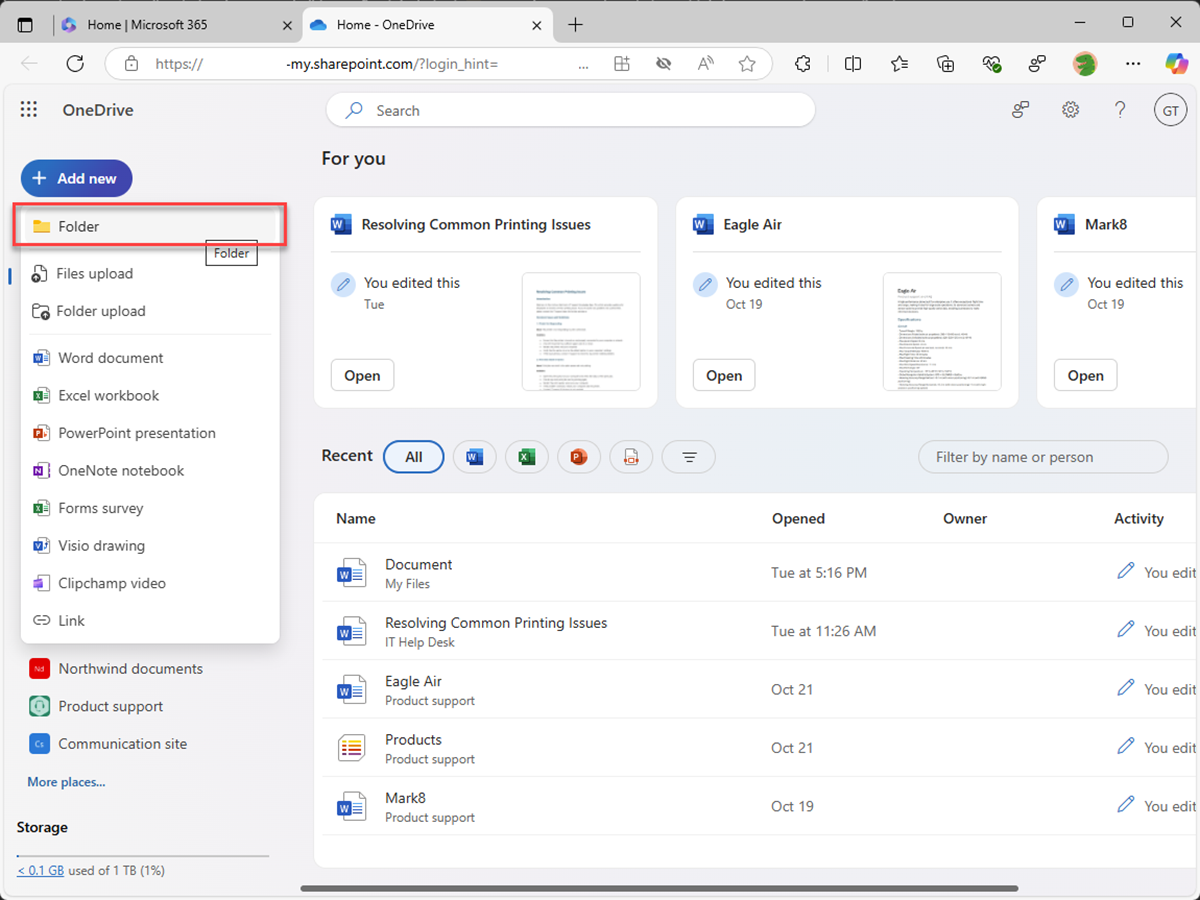 Home | Microsoft 365
Home - OneDrive
https:// -my.sharepoint.com/?login_hint= ...
OneDrive
Search
GT
Add new
Folder
Folder
Files upload
Folder upload
Word document
Excel workbook
PowerPoint presentation
OneNote notebook
Forms survey
Visio drawing
Clipchamp video
Link
Nd Northwind documents
Product support
Cs Communication site
More places...
Storage
< 0.1 GB used of 1 TB (1%)
For you
Resolving Common Printing Issues
You edited this
Tue
Open
Eagle Air
You edited this
Oct 19
Eagle Air
Open
Mark8
You edited this
Oct 19
Open
Recent All
Filter by name or person
Name Opened Owner Activity
Document Tue at 5:16 PM You edit
My Files
Resolving Common Printing Issues Tue at 11:26 AM You edit
IT Help Desk
Eagle Air Oct 21 You edit
Product support
Products Oct 21 You edit
Product support
Mark8 Oct 19 You edit
Product support